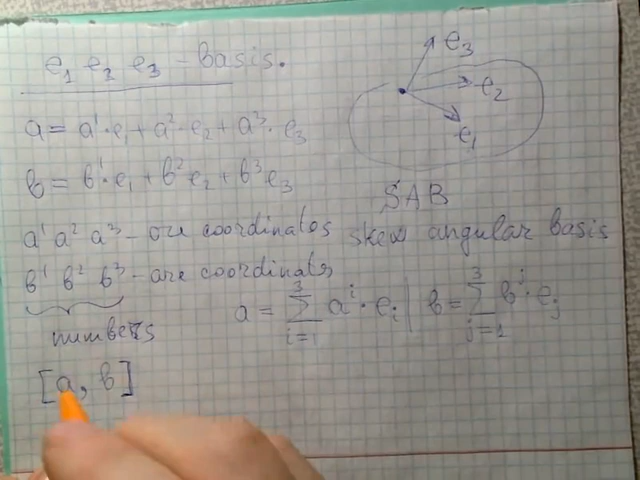 e₁ e₂ e₃ – basis.
e₃
e₂
e₁
a = a¹·e₁ + a²·e₂ + a³·e₃
b = b¹·e₁ + b²e₂ + b³e₃
SAB
skew angular basis
a¹ a² a³ – are coordinates
b¹ b² b³ – are coordinates
numbers
a = ∑³ᵢ₌₁ aⁱ·eᵢ | b = ∑³ⱼ₌₁ bʲ·eⱼ
[a, b]